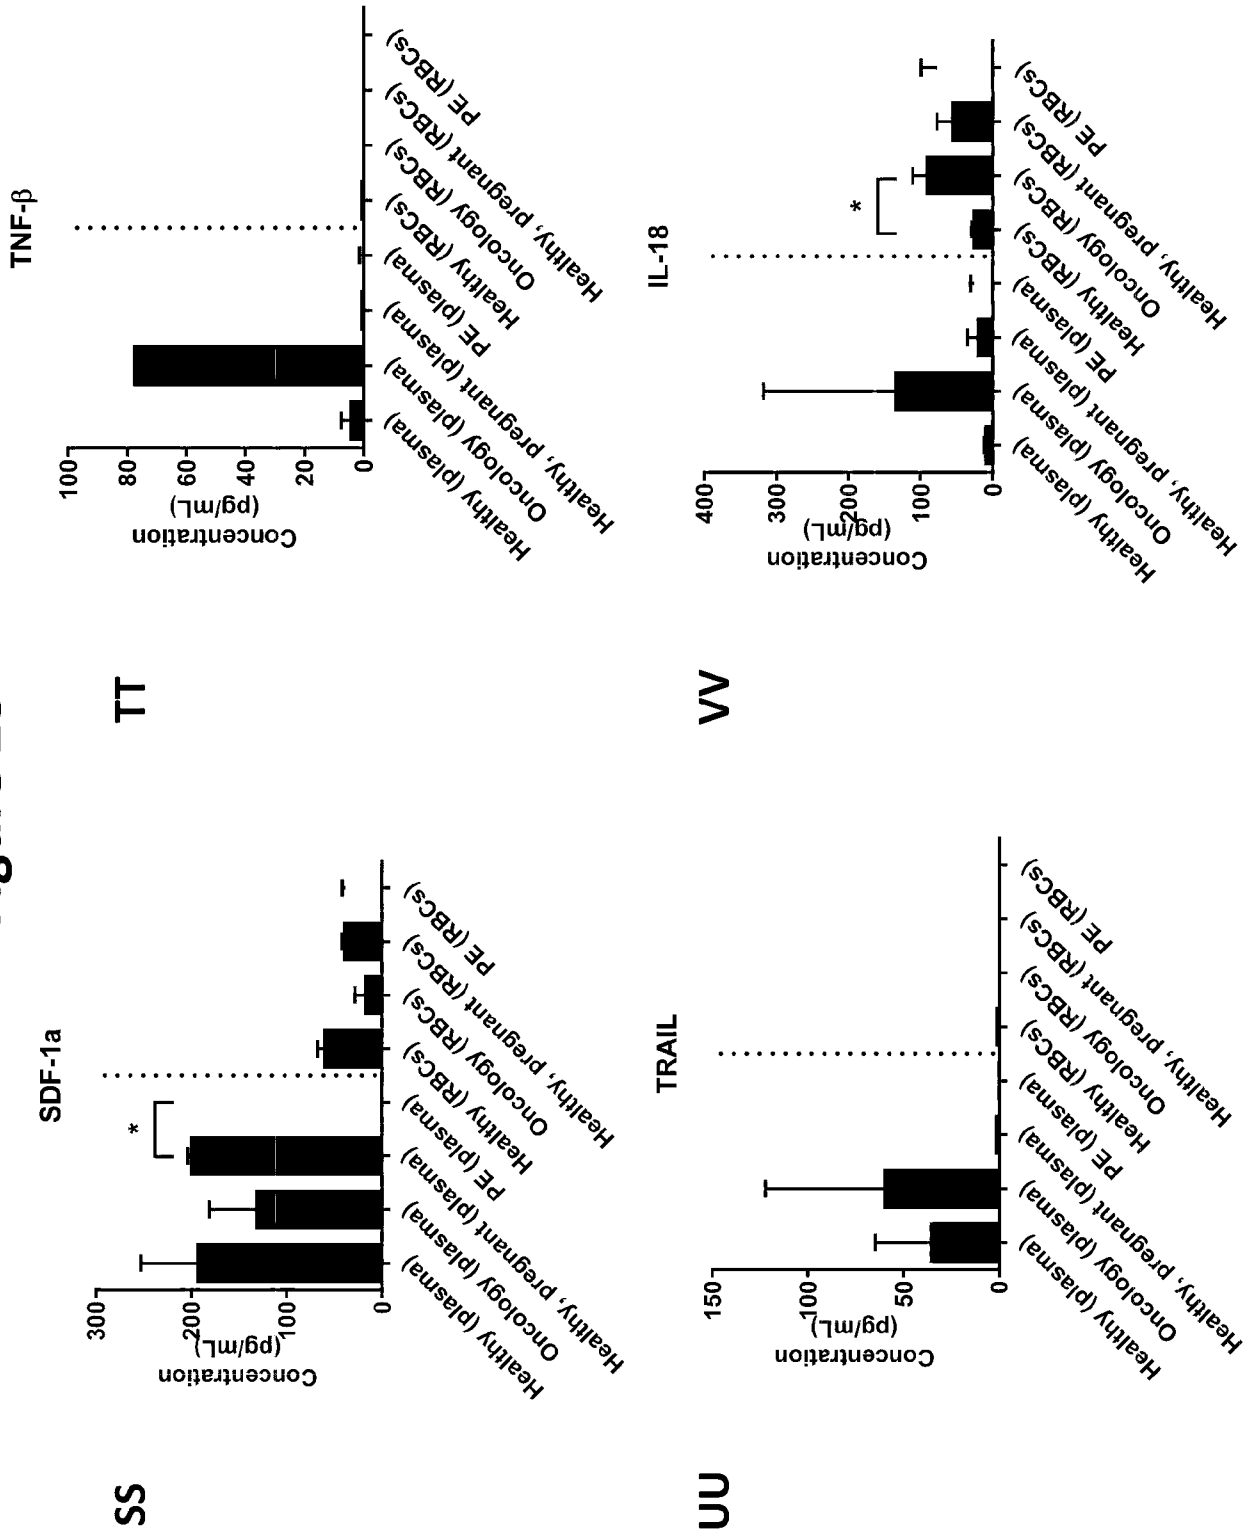 SS
SDF-1a
Concentration
(pg/mL)
300
200
100
0
Healthy (plasma)
Oncology (plasma)
Healthy, pregnant (plasma)
PE (plasma)
Healthy (RBCs)
Oncology (RBCs)
Healthy, pregnant (RBCs)
PE (RBCs)
*
TT
TNF-β
Concentration
(pg/mL)
100
80
60
40
20
0
Healthy (plasma)
Oncology (plasma)
Healthy, pregnant (plasma)
PE (plasma)
Healthy (RBCs)
Oncology (RBCs)
Healthy, pregnant (RBCs)
PE (RBCs)
UU
TRAIL
Concentration
(pg/mL)
150
100
50
0
Healthy (plasma)
Oncology (plasma)
Healthy, pregnant (plasma)
PE (plasma)
Healthy (RBCs)
Oncology (RBCs)
Healthy, pregnant (RBCs)
PE (RBCs)
VV
IL-18
Concentration
(pg/mL)
400
300
200
100
0
Healthy (plasma)
Oncology (plasma)
Healthy, pregnant (plasma)
PE (plasma)
Healthy (RBCs)
Oncology (RBCs)
Healthy, pregnant (RBCs)
PE (RBCs)
*